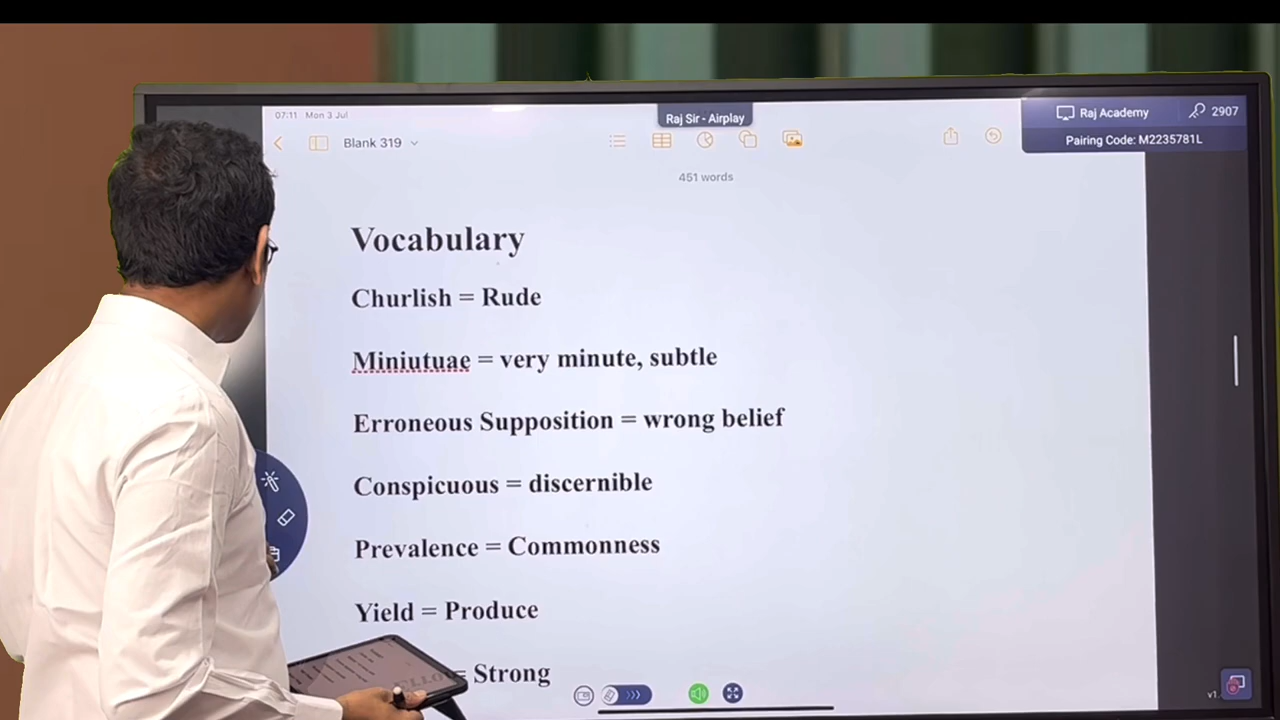 07:11 Mon 3 Jul
Raj Sir - Airplay
Raj Academy
2907
Pairing Code: M2235781L
Blank 319
451 words
Vocabulary
Churlish = Rude
Miniutuae = very minute, subtle
Erroneous Supposition = wrong belief
Conspicuous = discernible
Prevalence = Commonness
Yield = Produce
= Strong